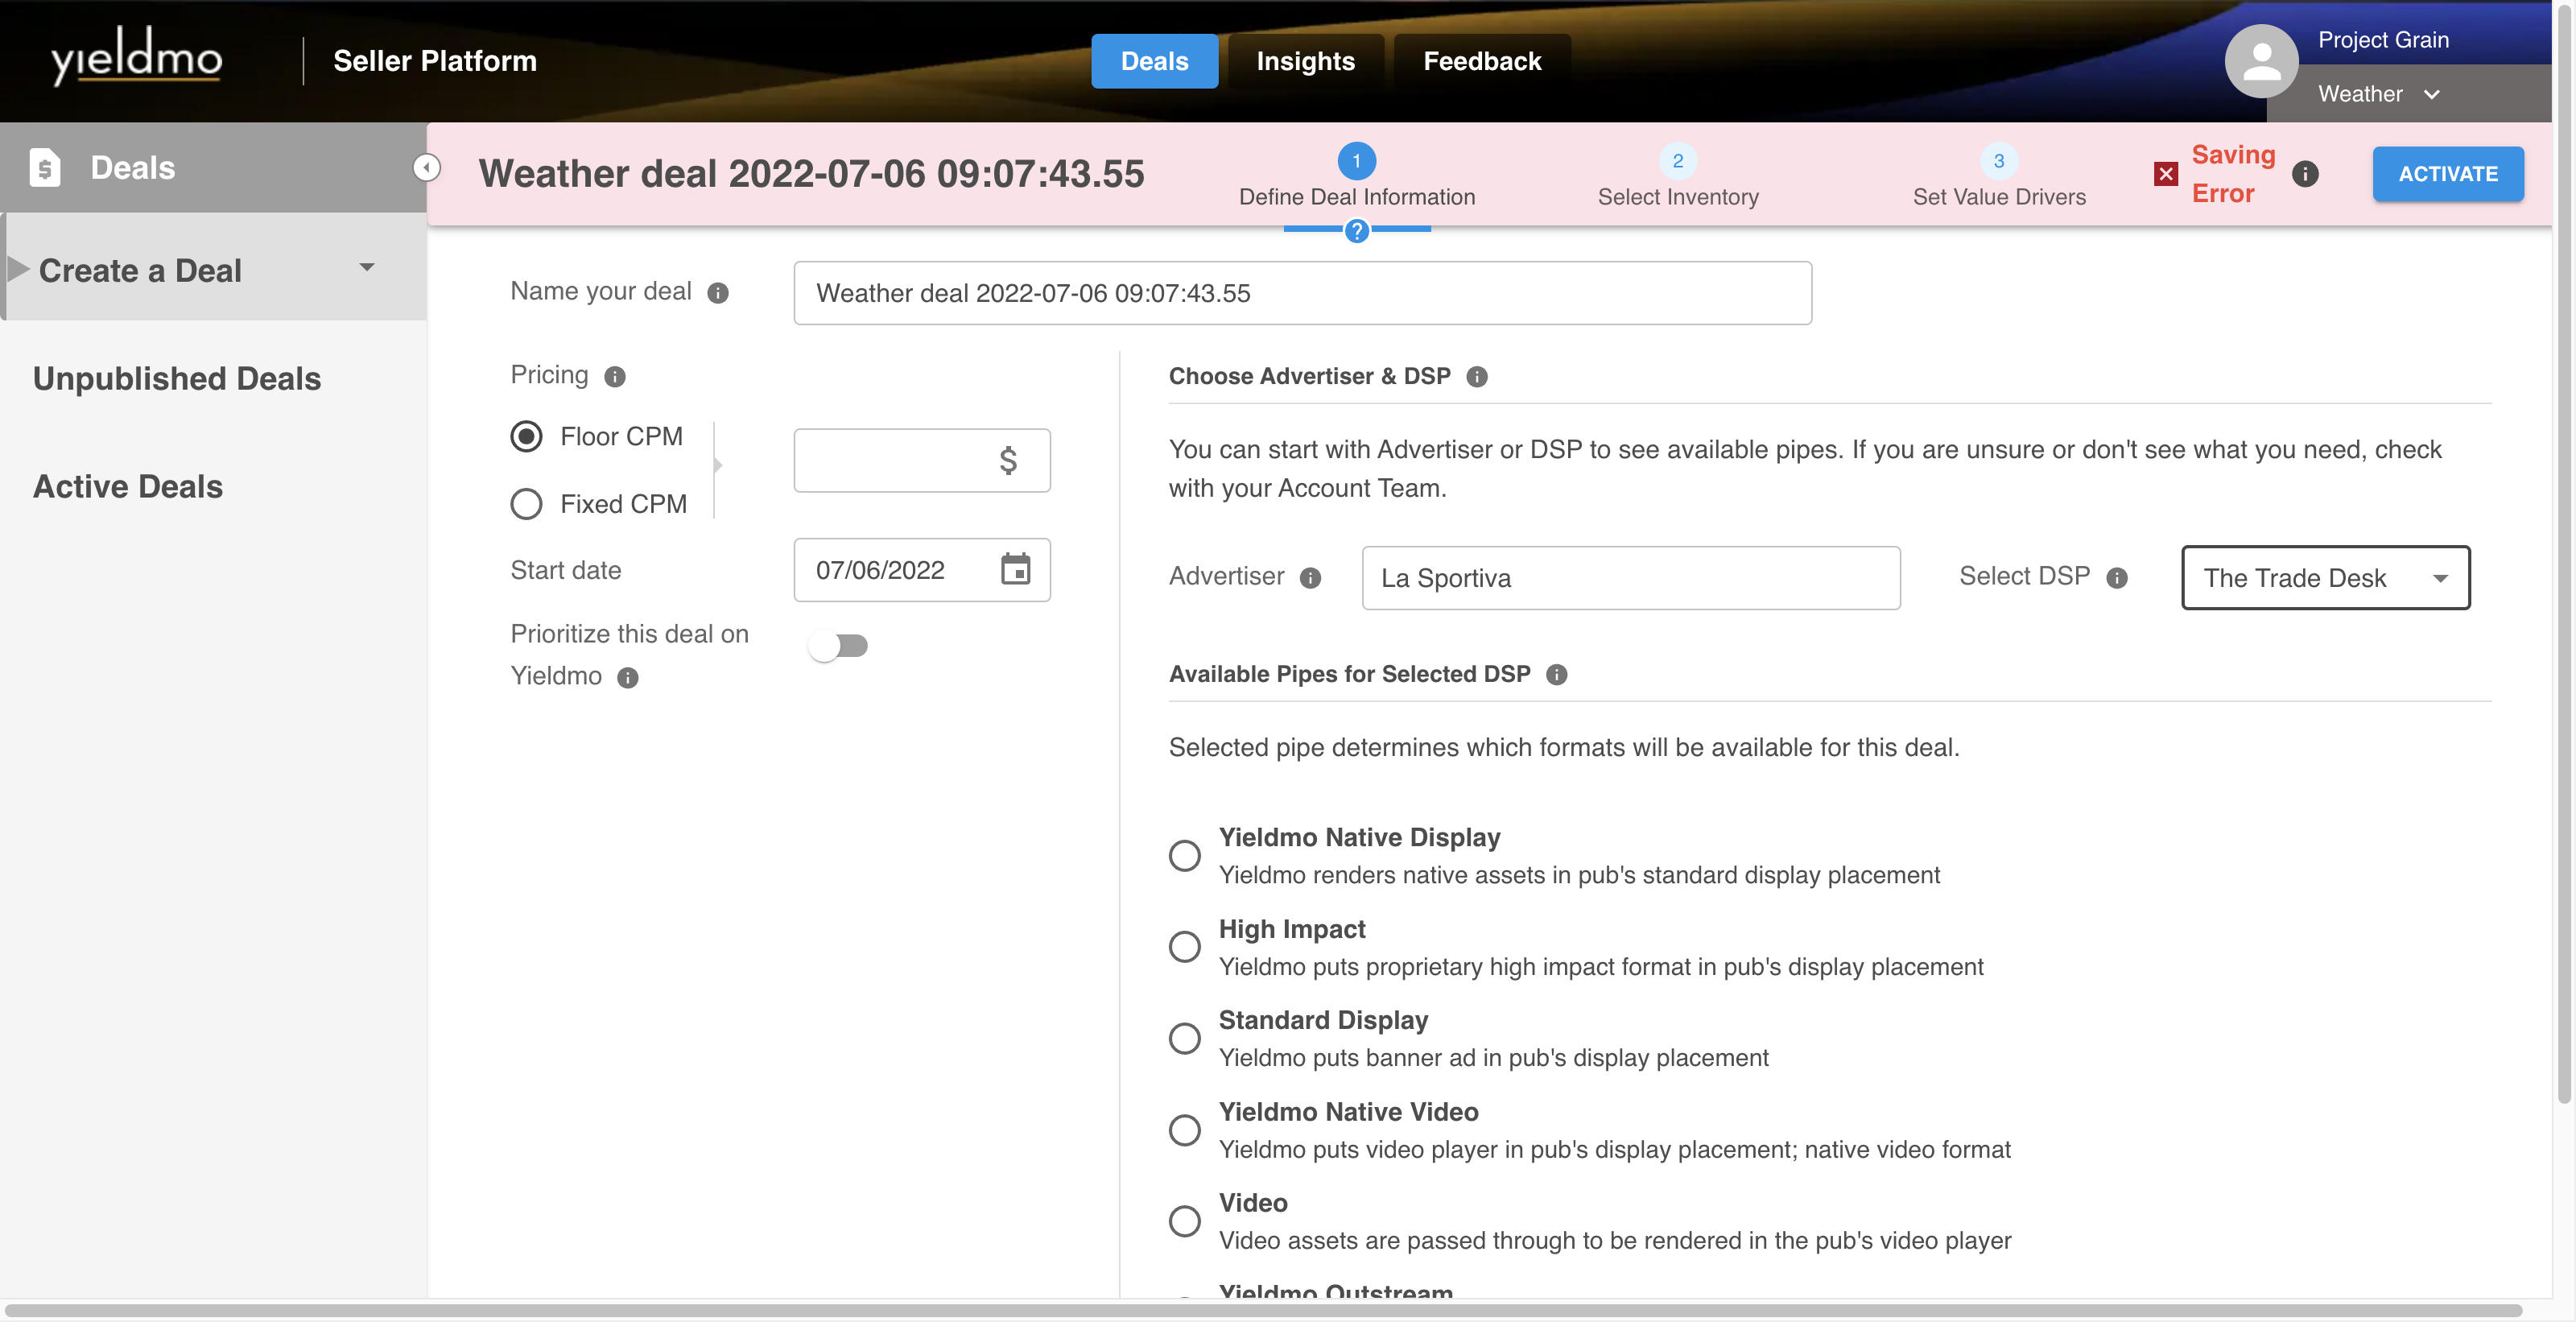 yieldmo
Seller Platform
Deals
Insights
Feedback
Project Grain
Weather
Deals
Create a Deal
Unpublished Deals
Active Deals
Weather deal 2022-07-06 09:07:43.55
1
Define Deal Information
?
2
Select Inventory
3
Set Value Drivers
Saving
Error
ACTIVATE
Name your deal
Weather deal 2022-07-06 09:07:43.55
Pricing
Floor CPM
Fixed CPM
$
Start date
07/06/2022
Prioritize this deal on
Yieldmo
Choose Advertiser & DSP
You can start with Advertiser or DSP to see available pipes. If you are unsure or don't see what you need, check
with your Account Team.
Advertiser
La Sportiva
Select DSP
The Trade Desk
Available Pipes for Selected DSP
Selected pipe determines which formats will be available for this deal.
Yieldmo Native Display
Yieldmo renders native assets in pub's standard display placement
High Impact
Yieldmo puts proprietary high impact format in pub's display placement
Standard Display
Yieldmo puts banner ad in pub's display placement
Yieldmo Native Video
Yieldmo puts video player in pub's display placement; native video format
Video
Video assets are passed through to be rendered in the pub's video player
Yieldmo Outstream